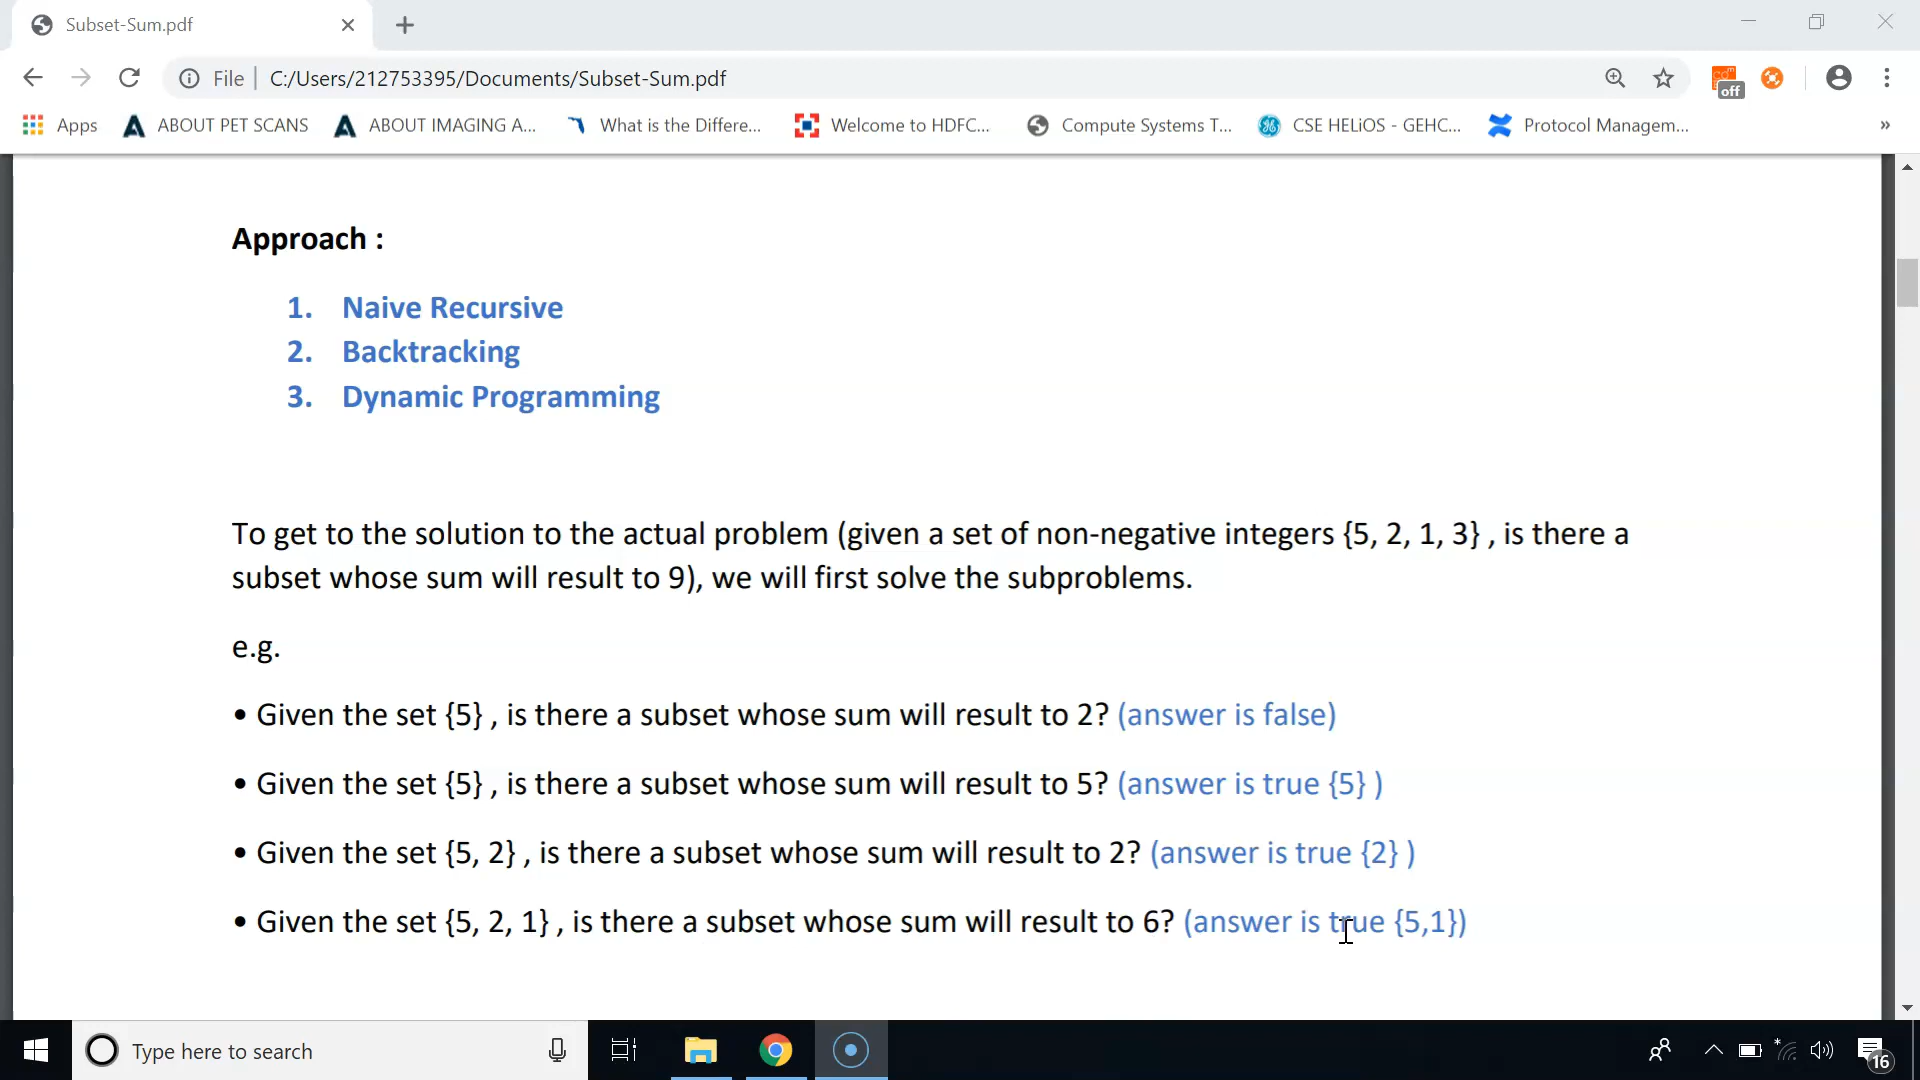 Subset-Sum.pdf
File C:/Users/212753395/Documents/Subset-Sum.pdf
off
Apps ABOUT PET SCANS ABOUT IMAGING A... What is the Differe... Welcome to HDFC... Compute Systems T... CSE HELiOS - GEHC... Protocol Managem... »
Approach :
1. Naive Recursive
2. Backtracking
3. Dynamic Programming
To get to the solution to the actual problem (given a set of non-negative integers {5, 2, 1, 3} , is there a
subset whose sum will result to 9), we will first solve the subproblems.
e.g.
• Given the set {5} , is there a subset whose sum will result to 2? (answer is false)
• Given the set {5} , is there a subset whose sum will result to 5? (answer is true {5} )
• Given the set {5, 2} , is there a subset whose sum will result to 2? (answer is true {2} )
• Given the set {5, 2, 1} , is there a subset whose sum will result to 6? (answer is true {5,1})
Type here to search
16